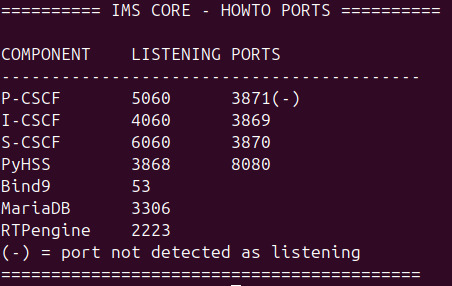 ========== IMS CORE - HOWTO PORTS ==========
COMPONENT    LISTENING PORTS
------------------------------------------
P-CSCF       5060      3871(-)
I-CSCF       4060      3869
S-CSCF       6060      3870
PyHSS        3868      8080
Bind9        53
MariaDB      3306
RTPengine    2223
(-) = port not detected as listening
==========================================